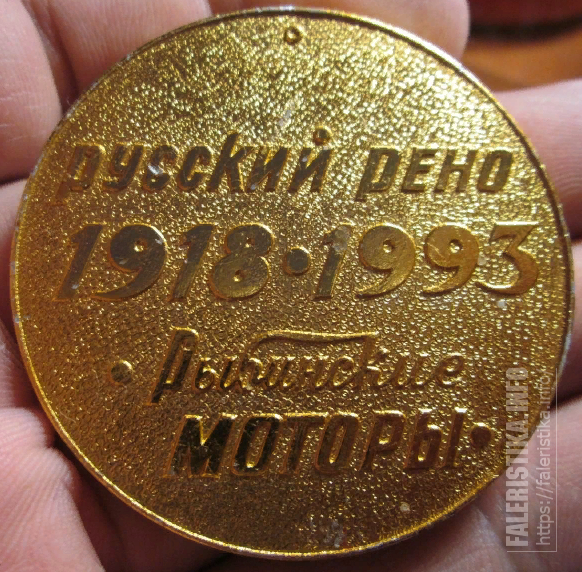 РУССКИЙ РЕНО
1918•1993
•Рыбинские
МОТОРЫ•
FALERISTIKA.INFO
https://faleristika.info